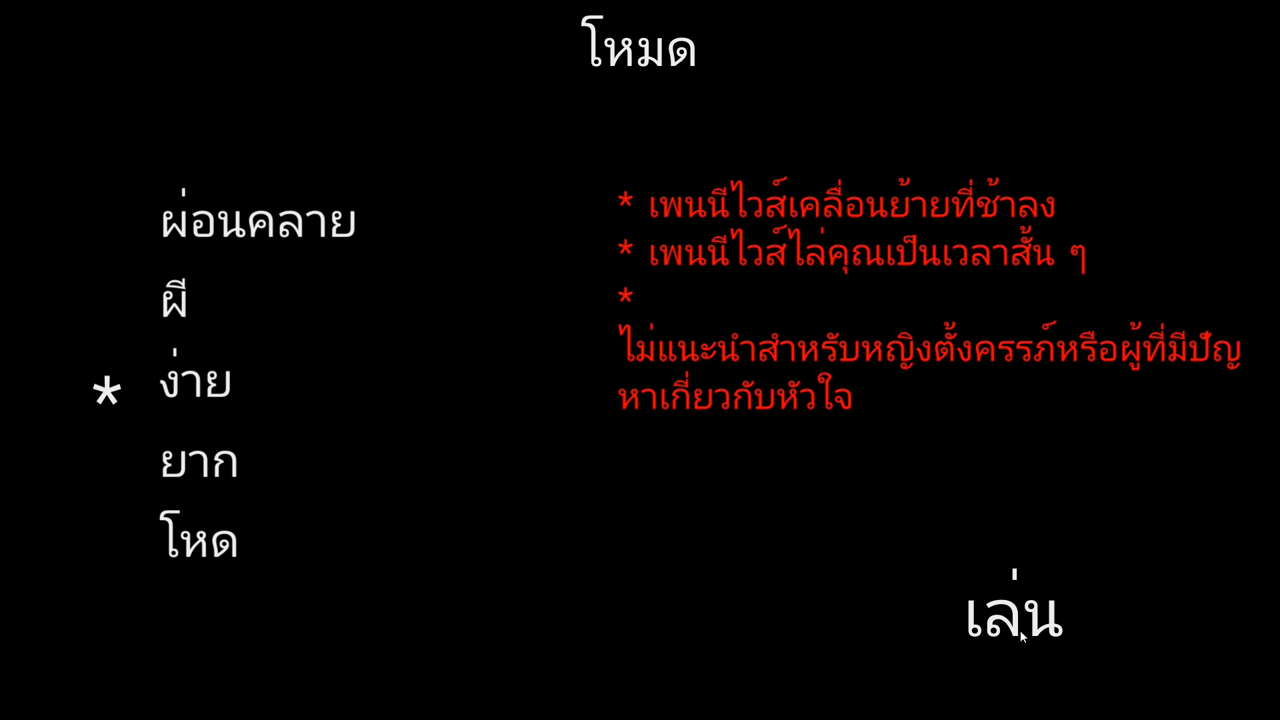 โหมด
ผ่อนคลาย
ผี
* ง่าย
ยาก
โหด
* เพนนีไวส์เคลื่อนย้ายที่ช้าลง
* เพนนีไวส์ไล่คุณเป็นเวลาสั้น ๆ
*
ไม่แนะนำสำหรับหญิงตั้งครรภ์หรือผู้ที่มีปัญ
หาเกี่ยวกับหัวใจ
เล่น